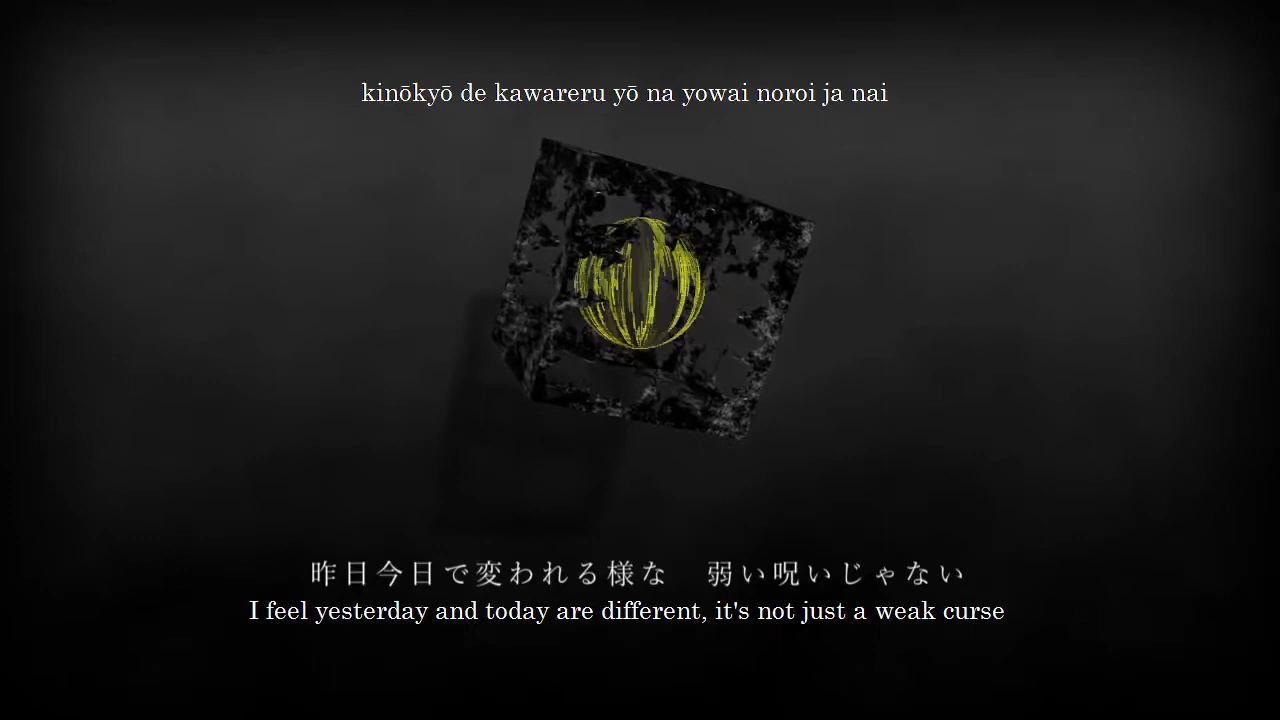 kinōkyō de kawareru yō na yowai noroi ja nai
昨日今日で変われる様な　弱い呪いじゃない
I feel yesterday and today are different, it's not just a weak curse